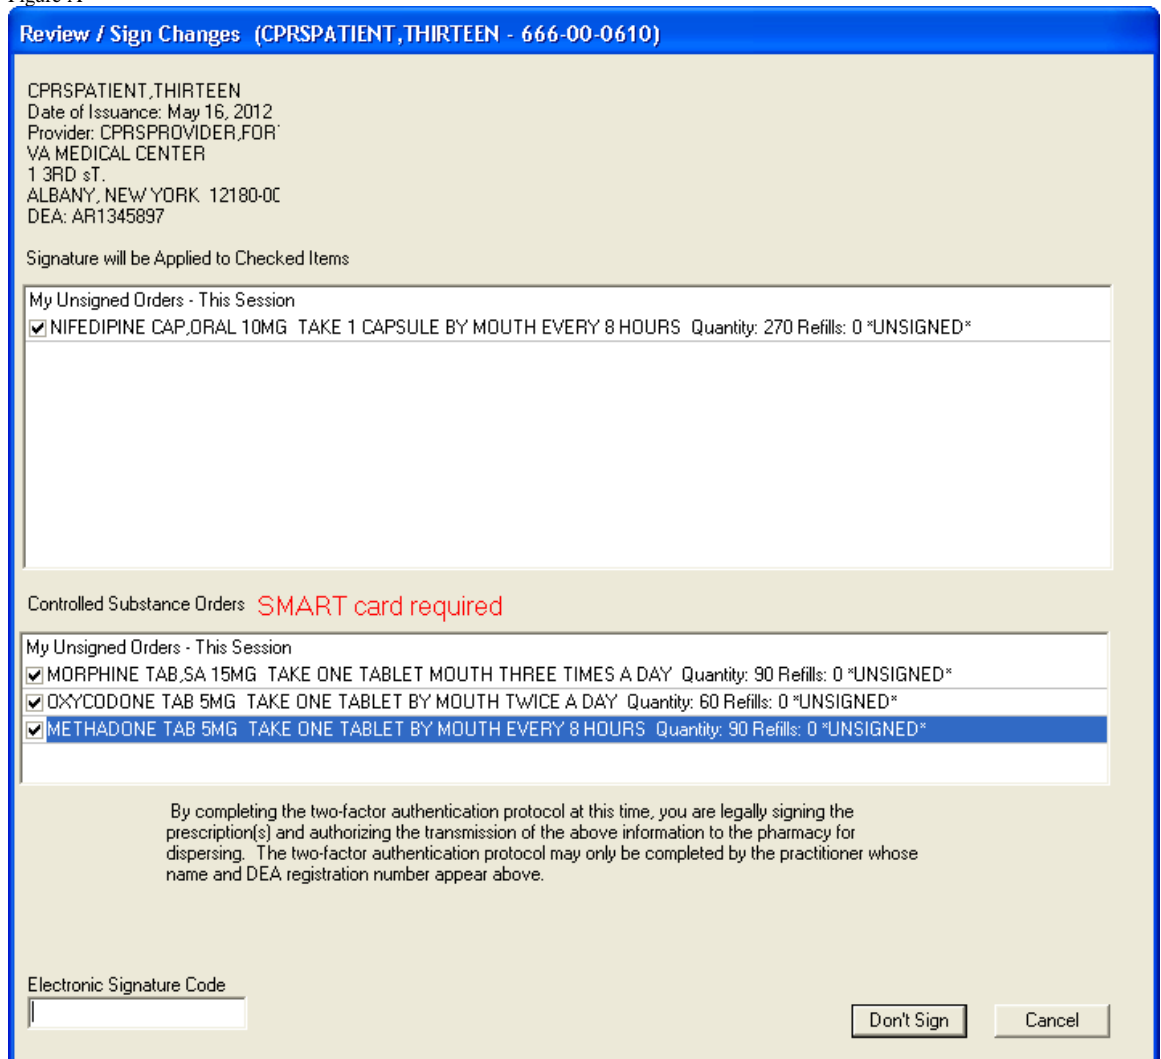 Review / Sign Changes (CPRSPATIENT,THIRTEEN - 666-00-0610)
CPRSPATIENT,THIRTEEN
Date of Issuance: May 16, 2012
Provider: CPRSPROVIDER,FOR
VA MEDICAL CENTER
1 3RD sT.
ALBANY, NEW YORK 12180-0
DEA: AR1345897
Signature will be Applied to Checked Items
My Unsigned Orders - This Session
NIFEDIPINE CAP,ORAL 10MG TAKE 1 CAPSULE BY MOUTH EVERY 8 HOURS Quantity: 270 Refills: 0 *UNSIGNED*
Controlled Substance Orders SMART card required
My Unsigned Orders - This Session
MORPHINE TAB,SA 15MG TAKE ONE TABLET MOUTH THREE TIMES A DAY Quantity: 90 Refills: 0 *UNSIGNED*
OXYCODONE TAB 5MG TAKE ONE TABLET BY MOUTH TWICE A DAY Quantity: 60 Refills: 0 *UNSIGNED*
METHADONE TAB 5MG TAKE ONE TABLET BY MOUTH EVERY 8 HOURS Quantity: 90 Refills: 0 *UNSIGNED*
By completing the two-factor authentication protocol at this time, you are legally signing the
prescription(s) and authorizing the transmission of the above information to the pharmacy for
dispersing. The two-factor authentication protocol may only be completed by the practitioner whose
name and DEA registration number appear above.
Electronic Signature Code
Don't Sign Cancel